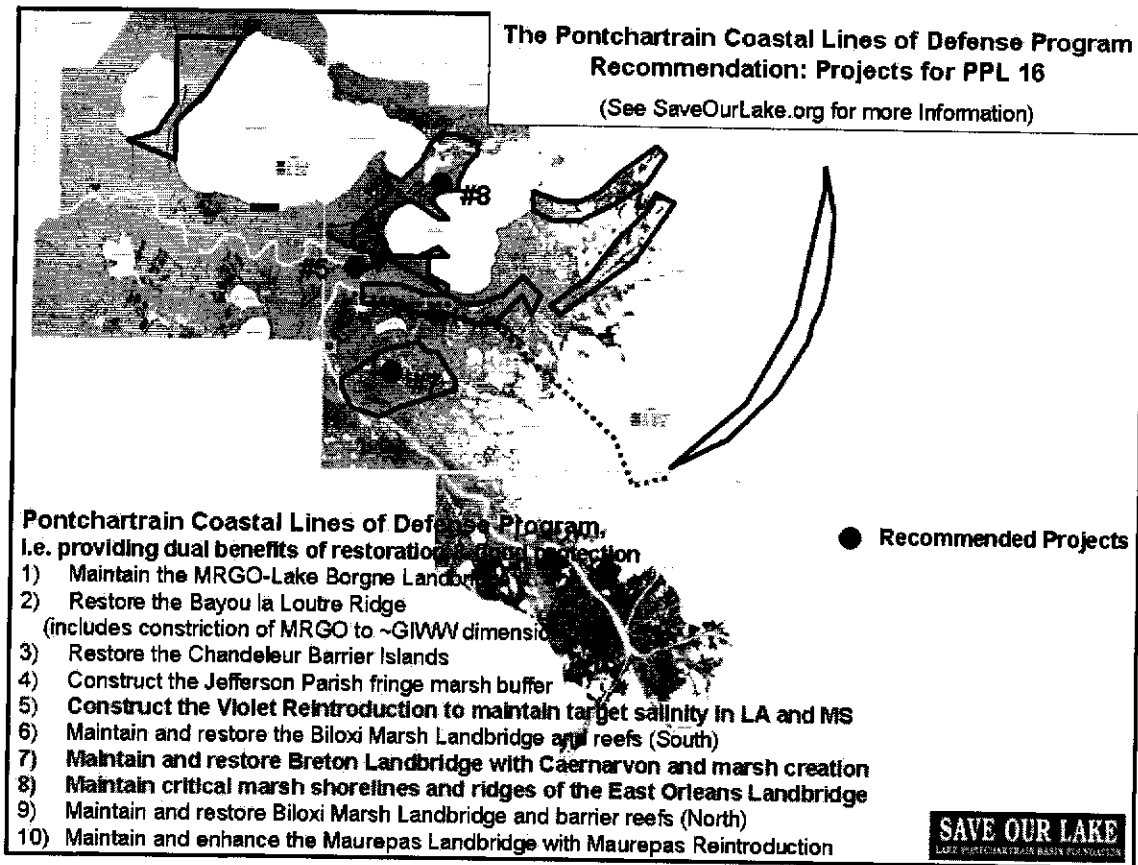 The Pontchartrain Coastal Lines of Defense Program
Recommendation: Projects for PPL 16
(See SaveOurLake.org for more Information)
#8
Pontchartrain Coastal Lines of Defense Program,
i.e. providing dual benefits of restoration & flood protection
Recommended Projects
1) Maintain the MRGO-Lake Borgne Landbridge
2) Restore the Bayou la Loutre Ridge
(includes constriction of MRGO to ~GIWW dimensio
3) Restore the Chandeleur Barrier Islands
4) Construct the Jefferson Parish fringe marsh buffer
5) Construct the Violet Reintroduction to maintain target salinity in LA and MS
6) Maintain and restore the Biloxi Marsh Landbridge and reefs (South)
7) Maintain and restore Breton Landbridge with Caernarvon and marsh creation
8) Maintain critical marsh shorelines and ridges of the East Orleans Landbridge
9) Maintain and restore Biloxi Marsh Landbridge and barrier reefs (North)
10) Maintain and enhance the Maurepas Landbridge with Maurepas Reintroduction
SAVE OUR LAKE
LAKE PONTCHARTRAIN BASIN FOUNDATION